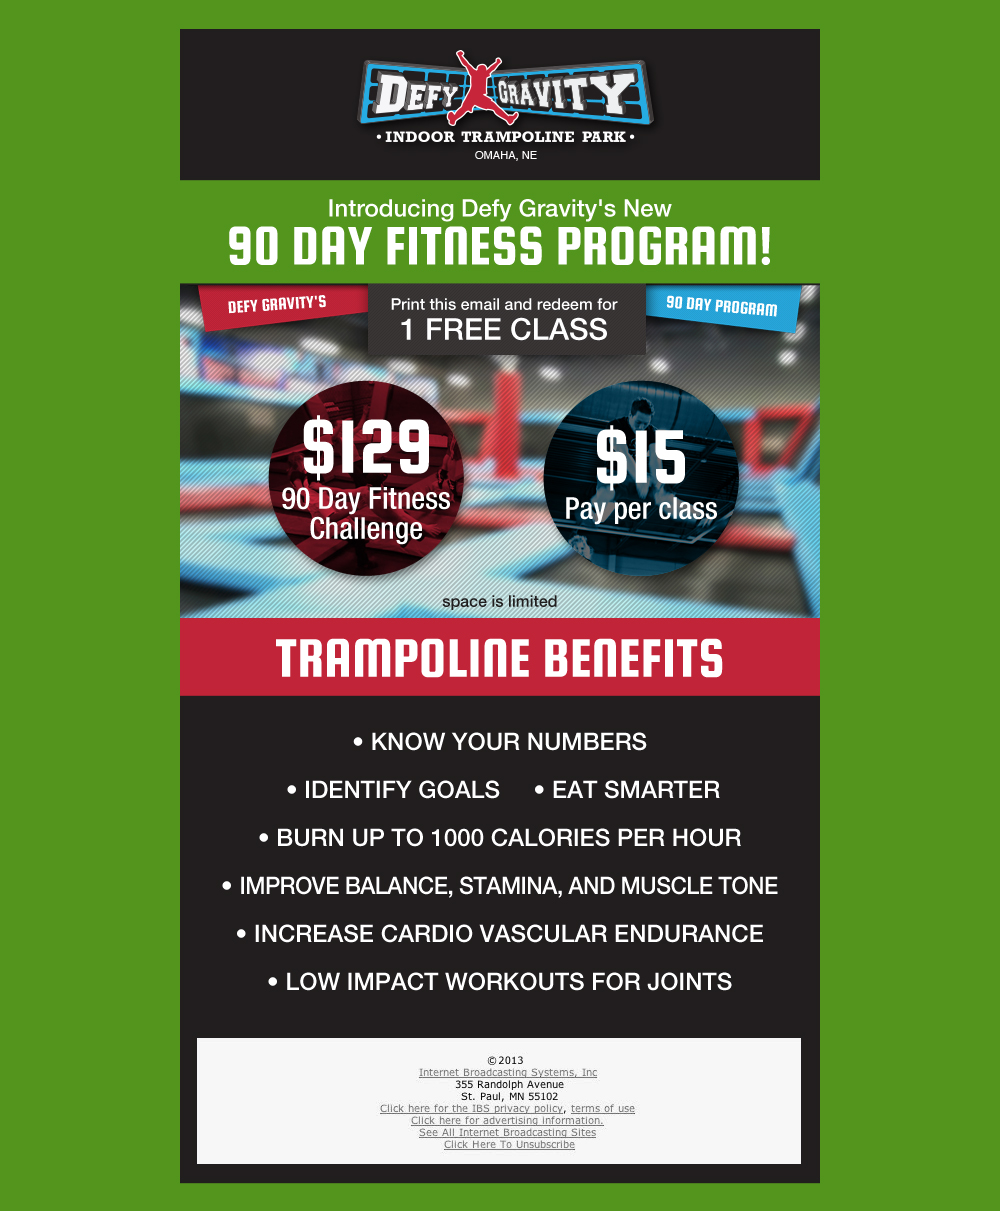 DEFY GRAVITY
• INDOOR TRAMPOLINE PARK •
OMAHA, NE
Introducing Defy Gravity's New
90 DAY FITNESS PROGRAM!
DEFY GRAVITY'S
Print this email and redeem for
1 FREE CLASS
90 DAY PROGRAM
$129
90 Day Fitness
Challenge
$15
Pay per class
space is limited
TRAMPOLINE BENEFITS
• KNOW YOUR NUMBERS
• IDENTIFY GOALS • EAT SMARTER
• BURN UP TO 1000 CALORIES PER HOUR
• IMPROVE BALANCE, STAMINA, AND MUSCLE TONE
• INCREASE CARDIO VASCULAR ENDURANCE
• LOW IMPACT WORKOUTS FOR JOINTS
©2013
Internet Broadcasting Systems, Inc
355 Randolph Avenue
St. Paul, MN 55102
Click here for the IBS privacy policy, terms of use
Click here for advertising information.
See All Internet Broadcasting Sites
Click Here To Unsubscribe